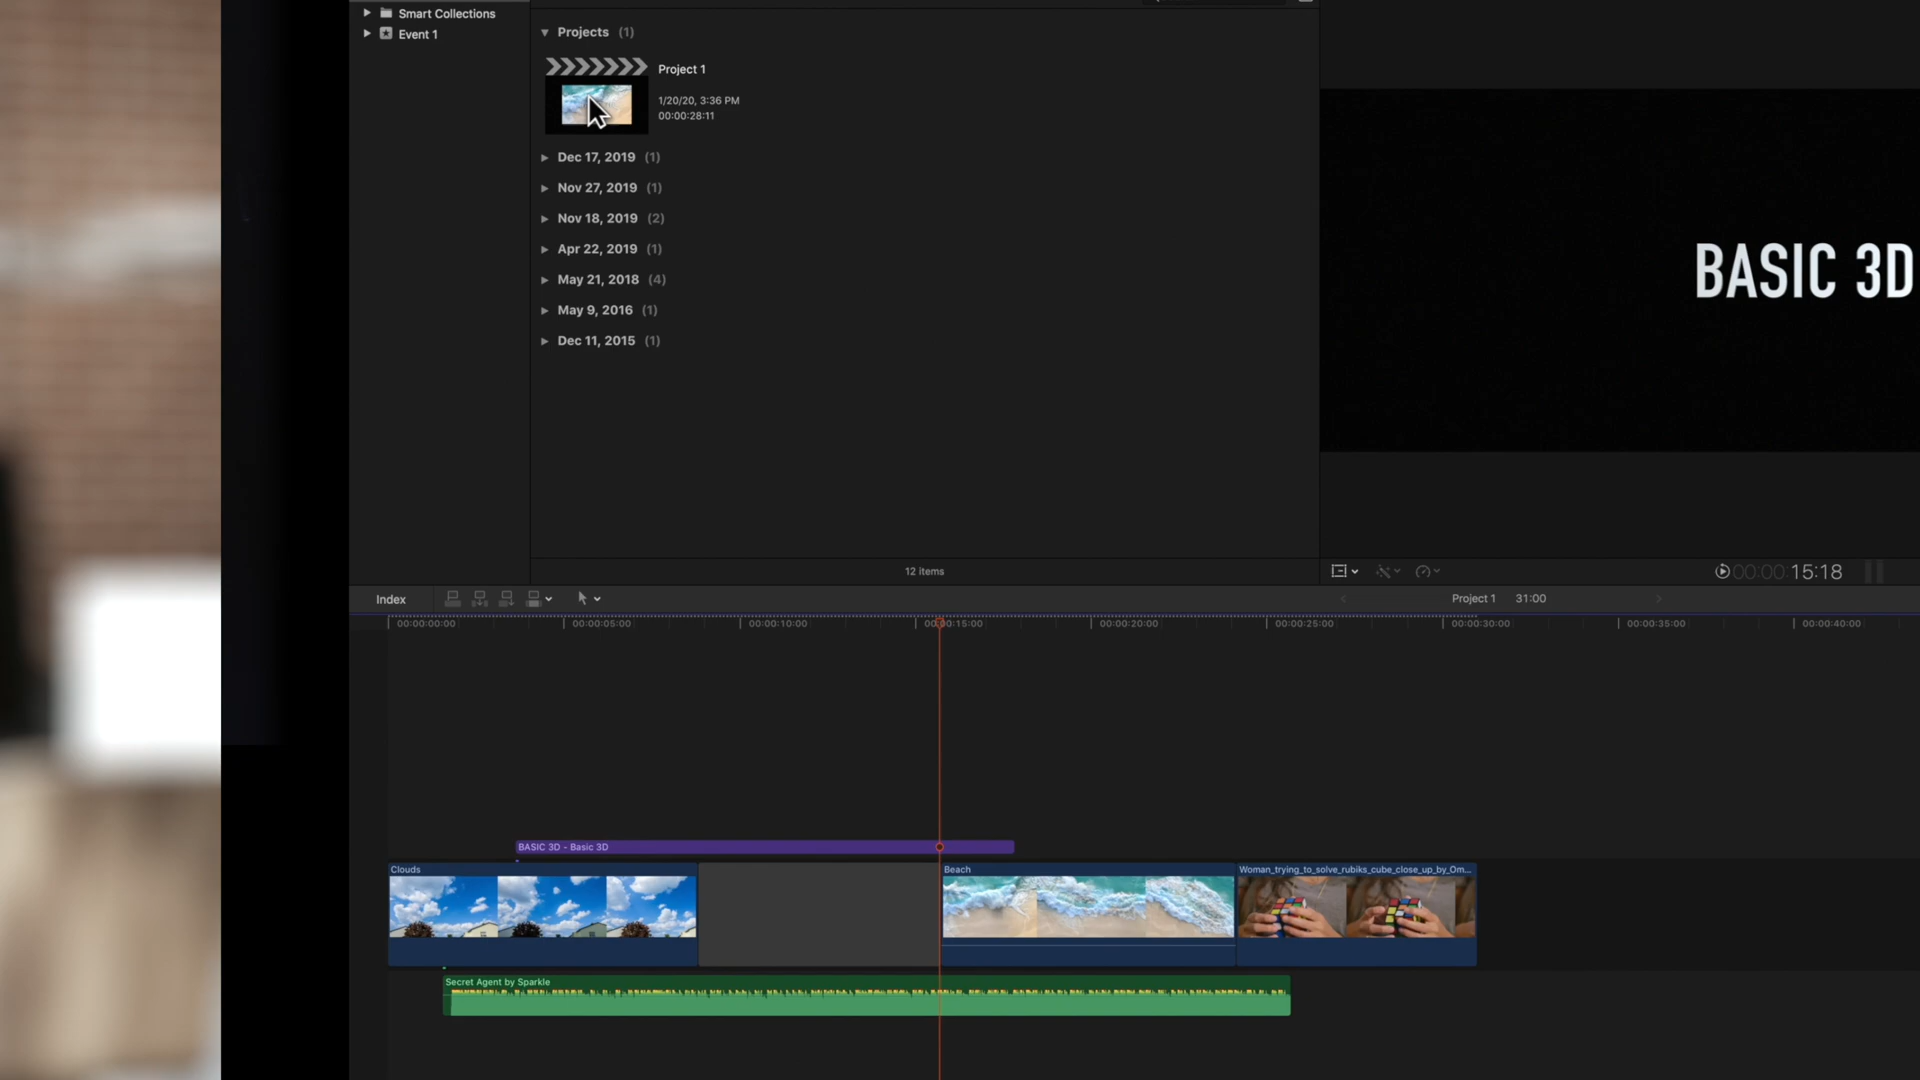 Smart Collections
Event 1
Projects (1)
Project 1
1/20/20, 3:36 PM
00:00:28:11
Dec 17, 2019 (1)
Nov 27, 2019 (1)
Nov 18, 2019 (2)
Apr 22, 2019 (1)
May 21, 2018 (4)
May 9, 2016 (1)
Dec 11, 2015 (1)
12 items
BASIC 3D
00:00:15:18
Index
Project 1 31:00
00:00:00:00 00:00:05:00 00:00:10:00 00:00:15:00 00:00:20:00 00:00:25:00 00:00:30:00 00:00:35:00 00:00:40:00
BASIC 3D - Basic 3D
Clouds
Beach
Woman_trying_to_solve_rubiks_cube_close_up_by_Om...
Secret Agent by Sparkle